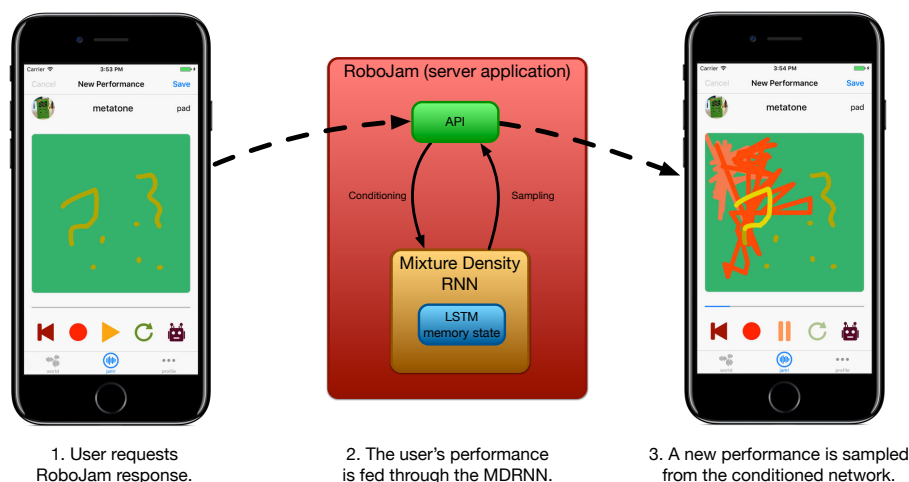 Carrier
3:53 PM
Cancel New Performance Save
metatone pad
world jam! profile
1. User requests
RoboJam response.
RoboJam (server application)
API
Conditioning Sampling
Mixture Density
RNN
LSTM
memory state
2. The user's performance
is fed through the MDRNN.
Carrier
3:54 PM
Cancel New Performance Save
metatone pad
world jam! profile
3. A new performance is sampled
from the conditioned network.